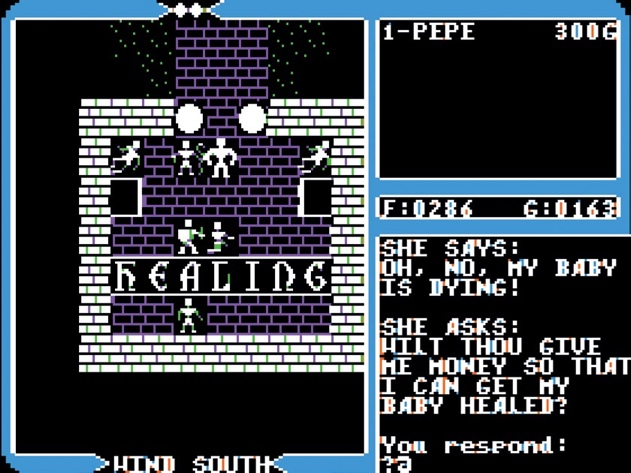 1-PEPE 300G
F:0286 G:0163
SHE SAYS:
OH, NO, MY BABY
IS DYING!
SHE ASKS:
WILT THOU GIVE
ME MONEY SO THAT
I CAN GET MY
BABY HEALED?
You respond:
?
HEALING
WIND SOUTH